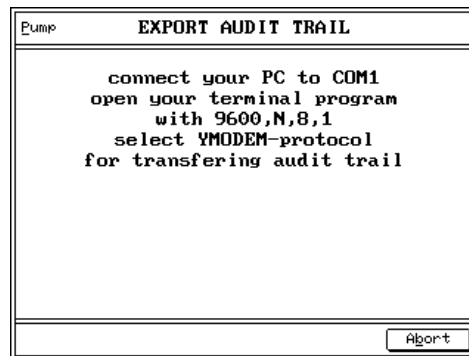 Pump
EXPORT AUDIT TRAIL
connect your PC to COM1
open your terminal program
with 9600,N,8,1
select YMODEM-protocol
for transfering audit trail
Abort